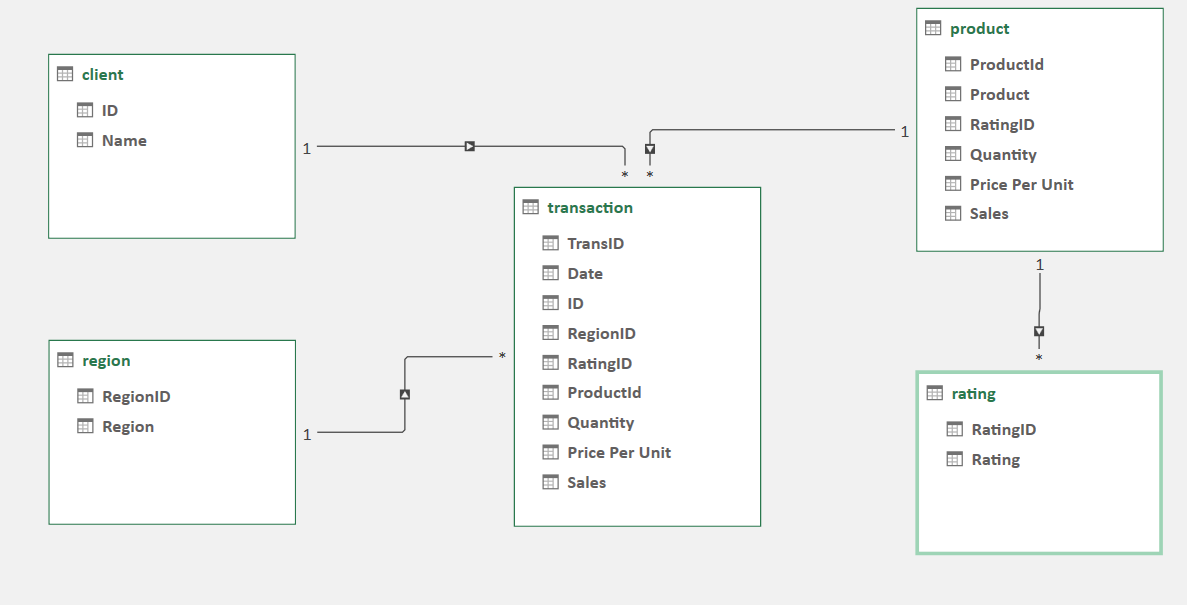 client
ID
Name
1
*
*
1
product
ProductId
Product
RatingID
Quantity
Price Per Unit
Sales
transaction
TransID
Date
ID
RegionID
RatingID
ProductId
Quantity
Price Per Unit
Sales
region
RegionID
Region
1
*
1
*
rating
RatingID
Rating